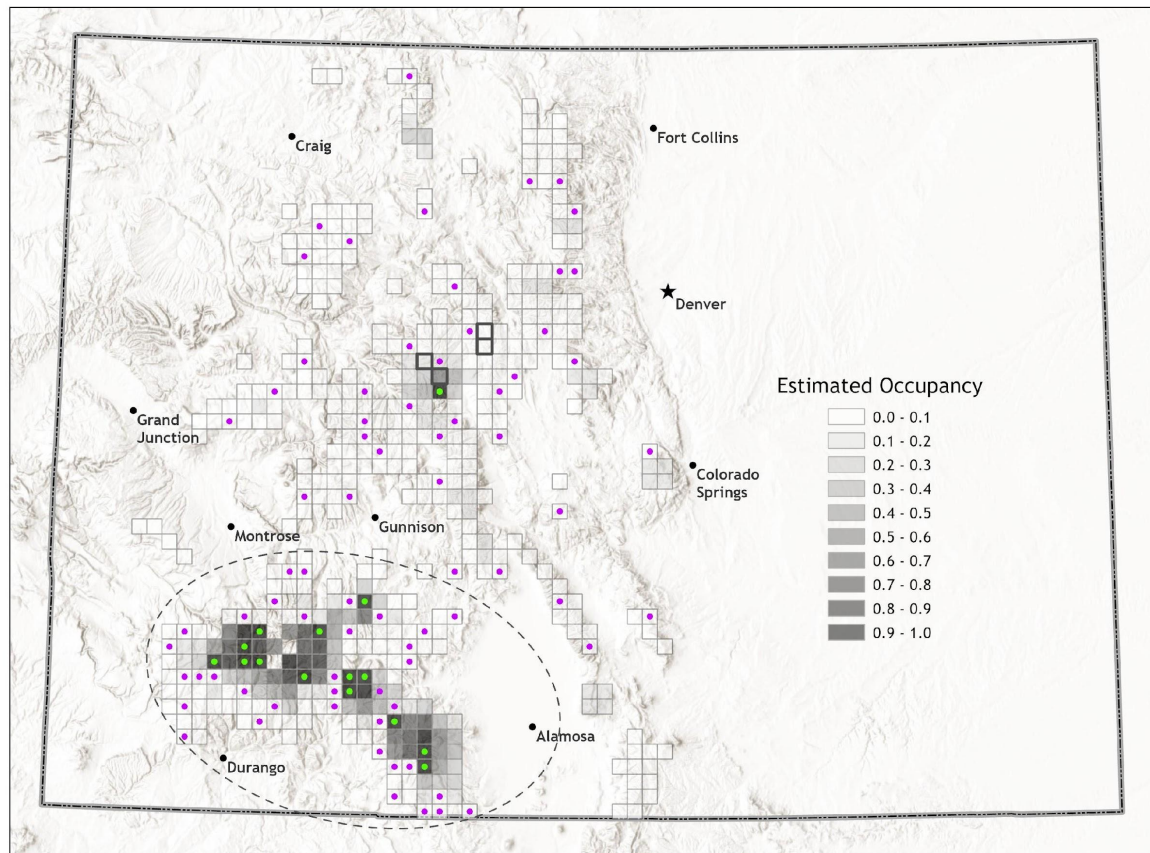 Craig
Fort Collins
Denver
Estimated Occupancy
0.0 - 0.1
0.1 - 0.2
0.2 - 0.3
0.3 - 0.4
0.4 - 0.5
0.5 - 0.6
0.6 - 0.7
0.7 - 0.8
0.8 - 0.9
0.9 - 1.0
Grand
Junction
Colorado
Springs
Montrose
Gunnison
Alamosa
Durango